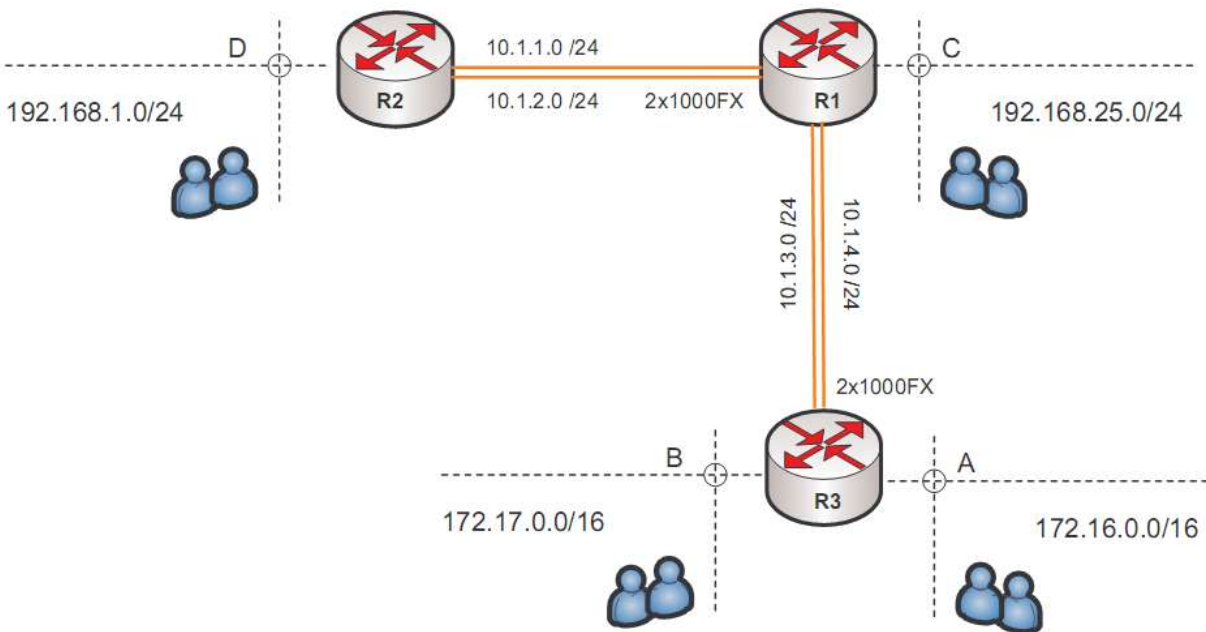 D
10.1.1.0 /24
C
R2
R1
192.168.1.0/24
10.1.2.0 /24
2x1000FX
192.168.25.0/24
10.1.3.0 /24
10.1.4.0 /24
2x1000FX
B
A
R3
172.17.0.0/16
172.16.0.0/16